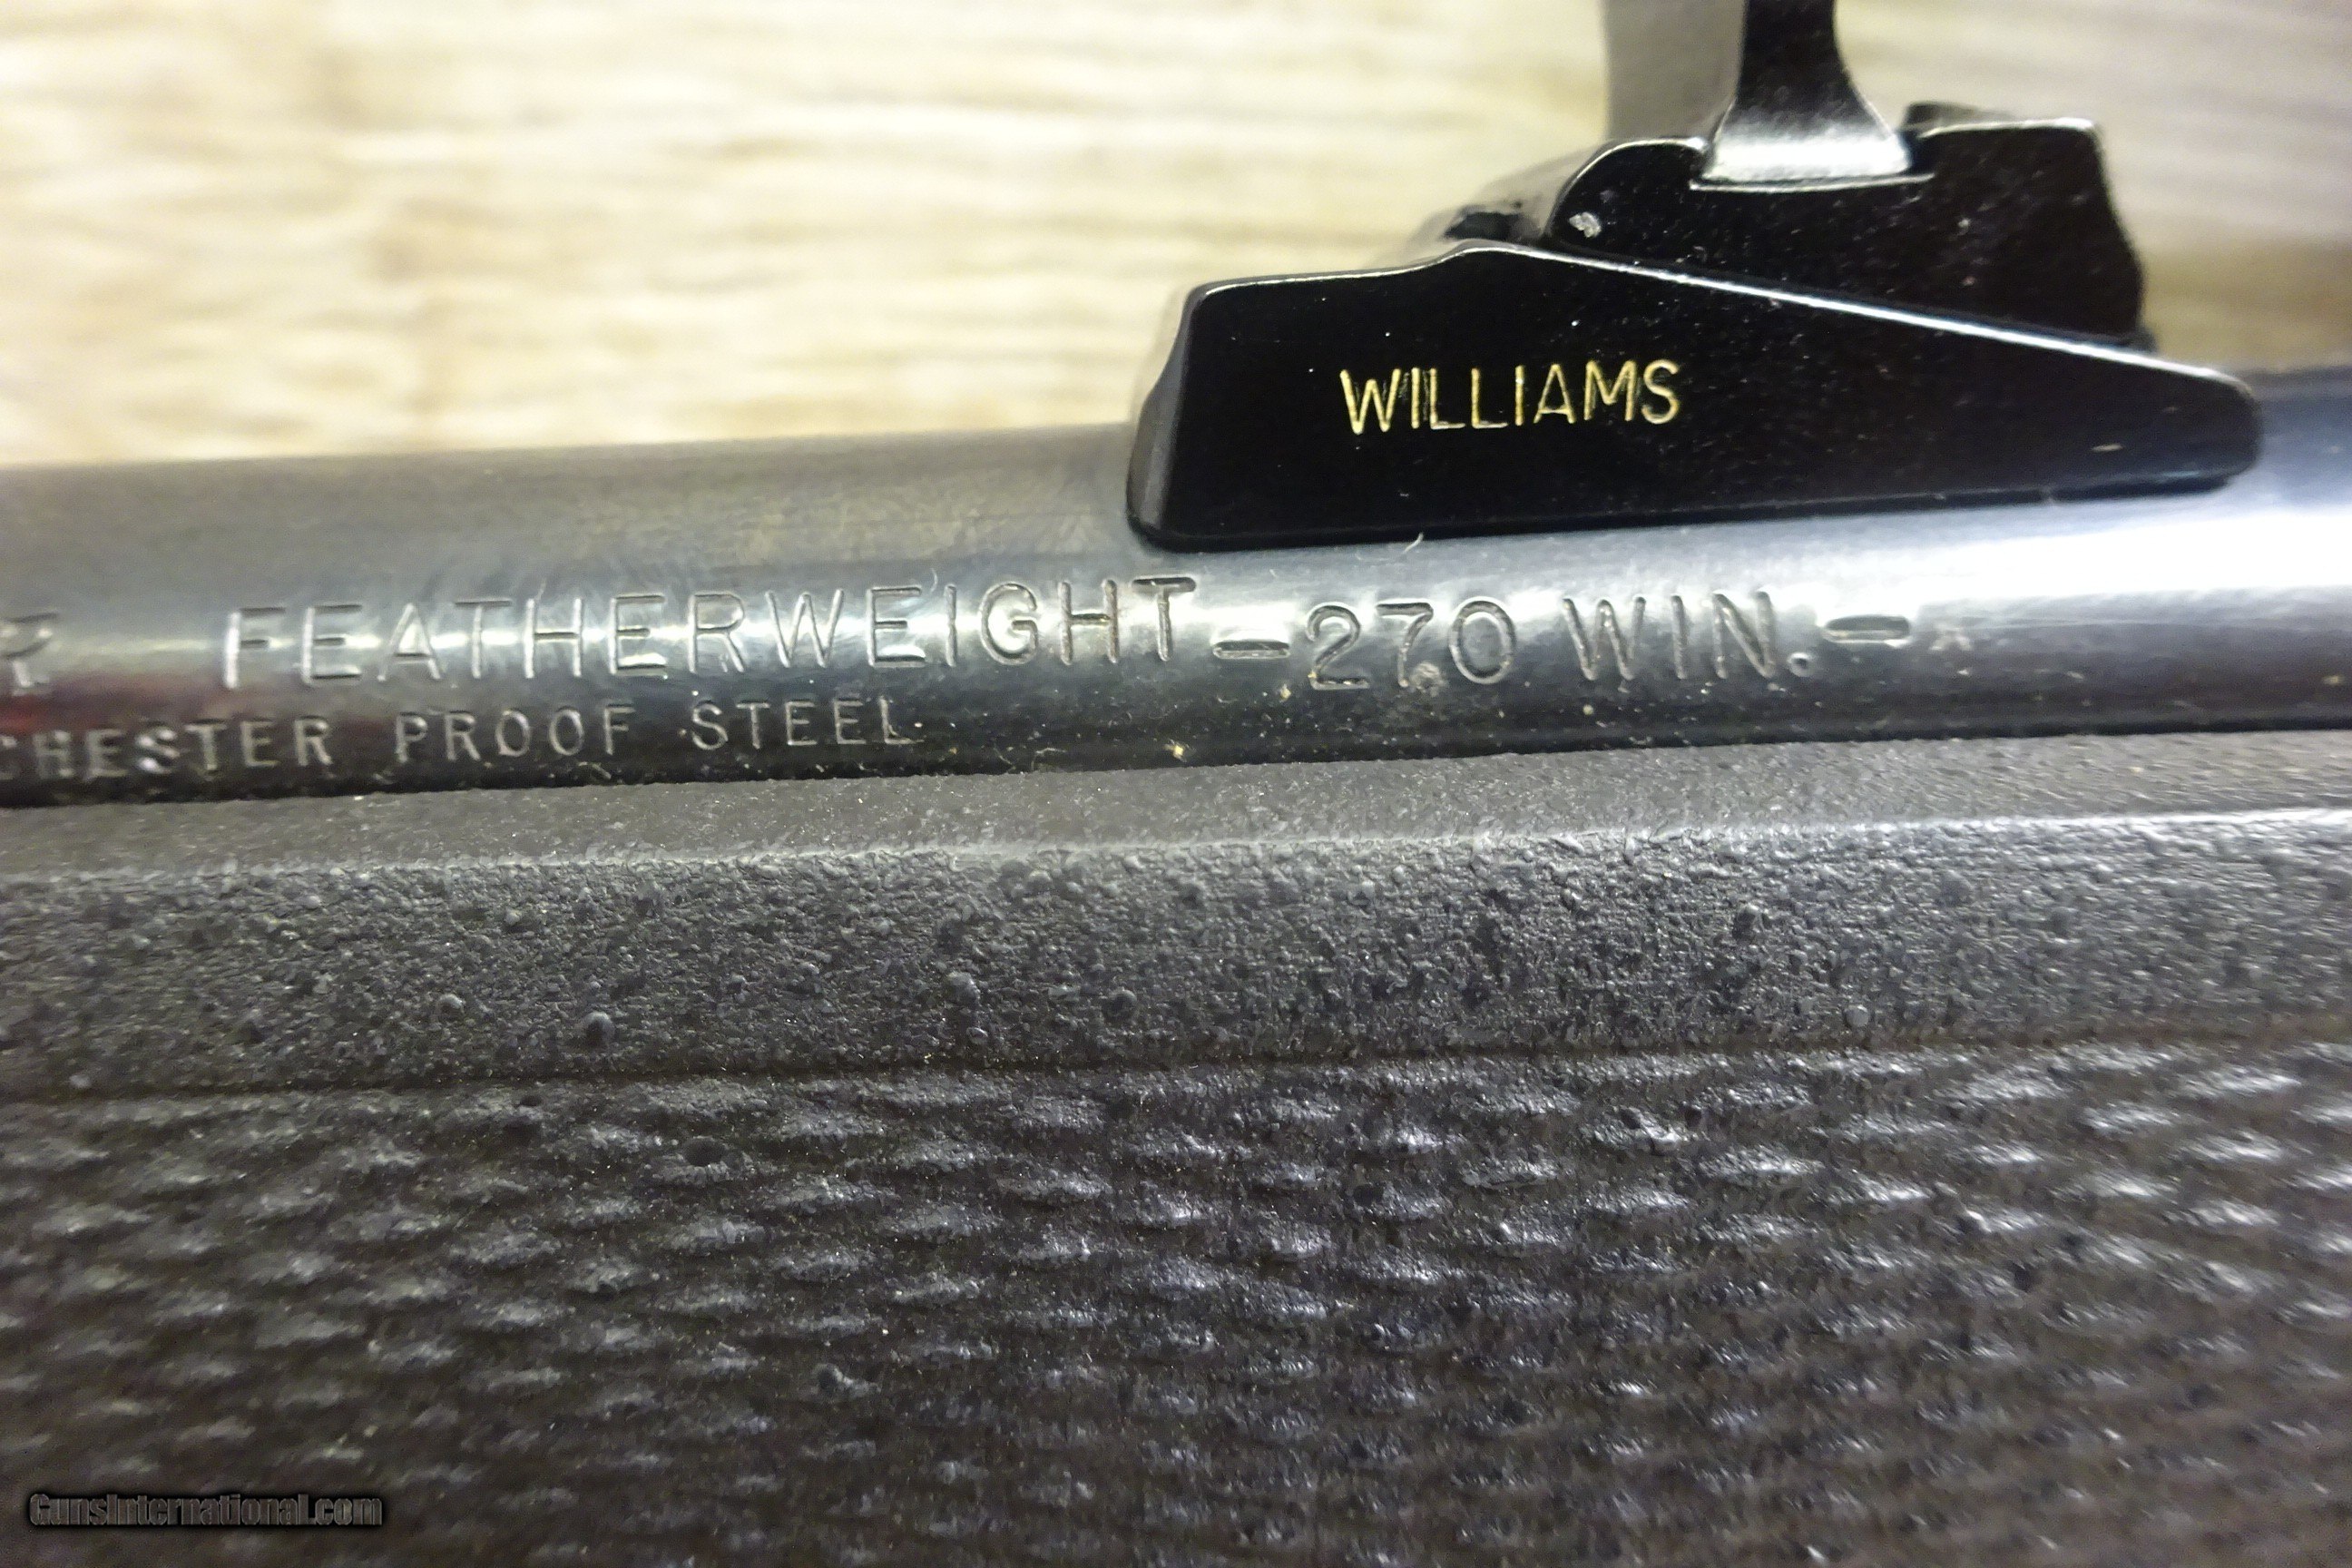 WILLIAMS
FEATHERWEIGHT -270 WIN.-
CHESTER PROOF STEEL
GunsInternational.com